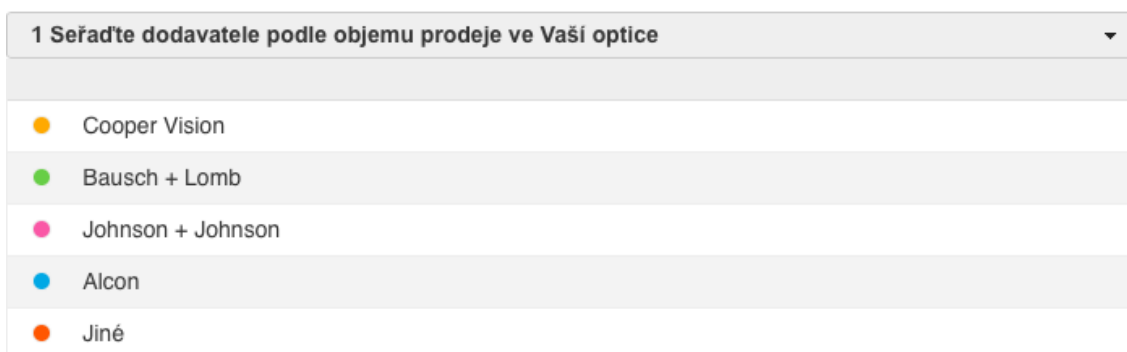 1 Seřaďte dodavatele podle objemu prodeje ve Vaší optice
Cooper Vision
Bausch + Lomb
Johnson + Johnson
Alcon
Jiné